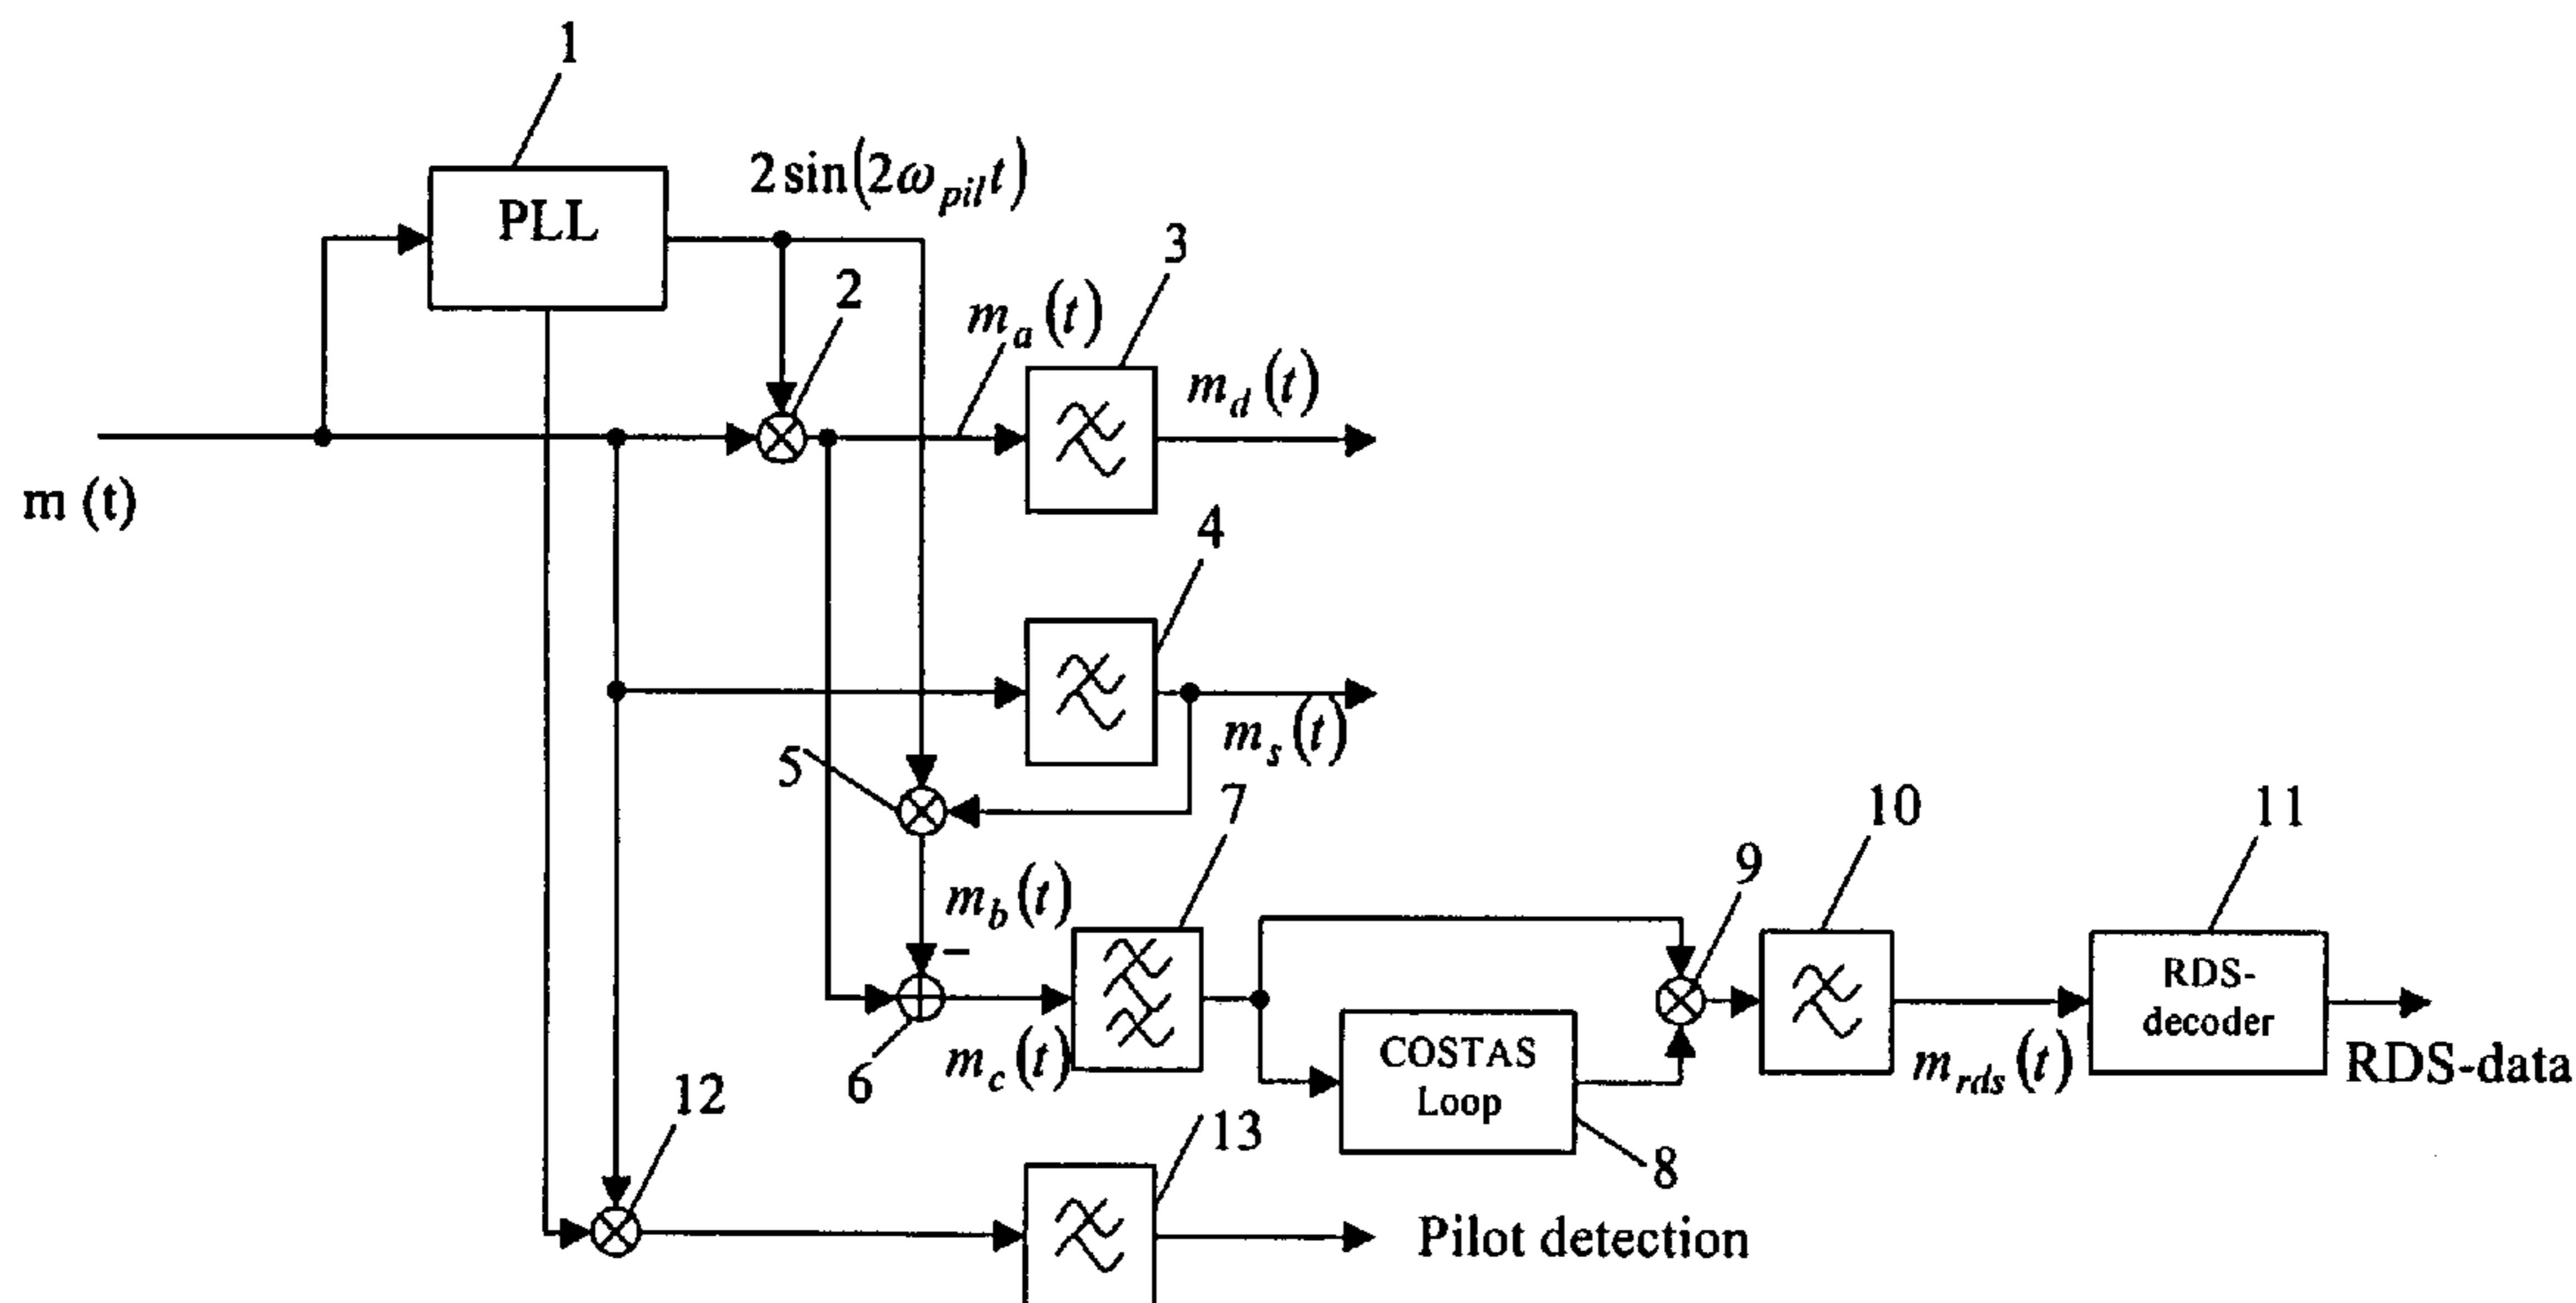 1
PLL
2 sin(2ω_pil t)
2
3
m_a(t)
m_d(t)
m (t)
4
m_s(t)
5
7
10
11
9
m_b(t)
RDS-
decoder
COSTAS
Loop
m_c(t)
6
m_rds(t)
RDS-data
12
13
8
Pilot detection